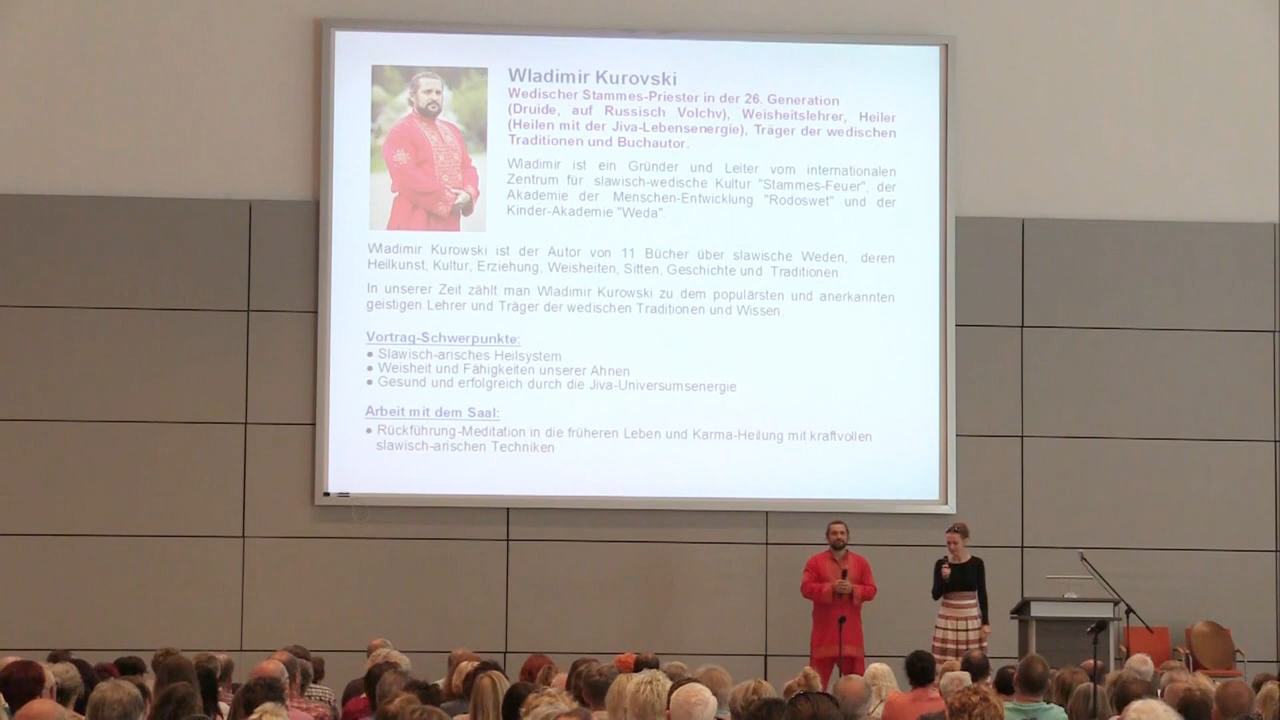 Wladimir Kurovski
Wedischer Stammes-Priester in der 26. Generation
(Druide, auf Russisch Volchv), Weisheitslehrer, Heiler
(Heilen mit der Jiva-Lebensenergie), Träger der wedischen
Traditionen und Buchautor.
Wladimir ist ein Gründer und Leiter vom internationalen
Zentrum für slawisch-wedische Kultur "Stammes-Feuer", der
Akademie der Menschen-Entwicklung "Rodoswet" und der
Kinder-Akademie "Weda".
Wladimir Kurowski ist der Autor von 11 Bücher über slawische Weden, deren
Heilkunst, Kultur, Erziehung, Weisheiten, Sitten, Geschichte und Traditionen.
In unserer Zeit zählt man Wladimir Kurowski zu dem populärsten und anerkannten
geistigen Lehrer und Träger der wedischen Traditionen und Wissen.
Vortrag-Schwerpunkte:
● Slawisch-arisches Heilsystem
● Weisheit und Fähigkeiten unserer Ahnen
● Gesund und erfolgreich durch die Jiva-Universumsenergie
Arbeit mit dem Saal:
● Rückführung-Meditation in die früheren Leben und Karma-Heilung mit kraftvollen
slawisch-arischen Techniken